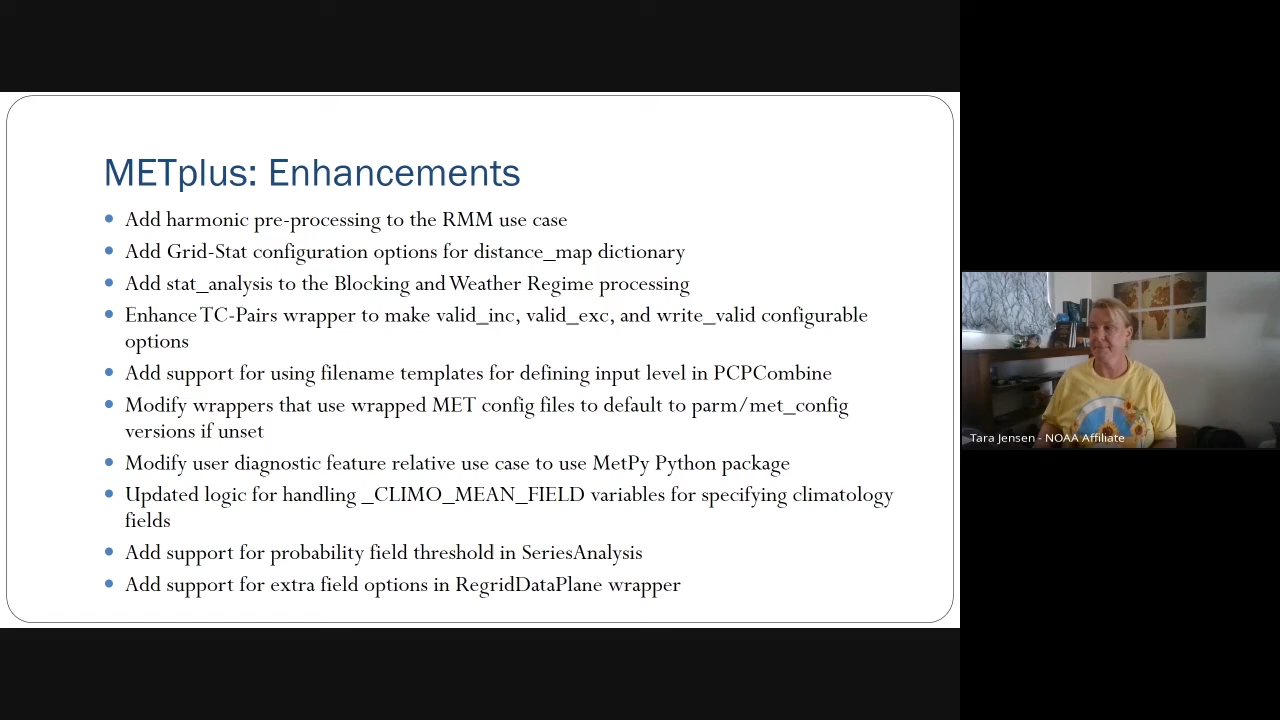 METplus: Enhancements
Add harmonic pre-processing to the RMM use case
Add Grid-Stat configuration options for distance_map dictionary
Add stat_analysis to the Blocking and Weather Regime processing
Enhance TC-Pairs wrapper to make valid_inc, valid_exc, and write_valid configurable
options
Add support for using filename templates for defining input level in PCPCombine
Modify wrappers that use wrapped MET config files to default to parm/met_config
versions if unset
Modify user diagnostic feature relative use case to use MetPy Python package
Updated logic for handling _CLIMO_MEAN_FIELD variables for specifying climatology
fields
Add support for probability field threshold in SeriesAnalysis
Add support for extra field options in RegridDataPlane wrapper
Tara Jensen - NOAA Affiliate